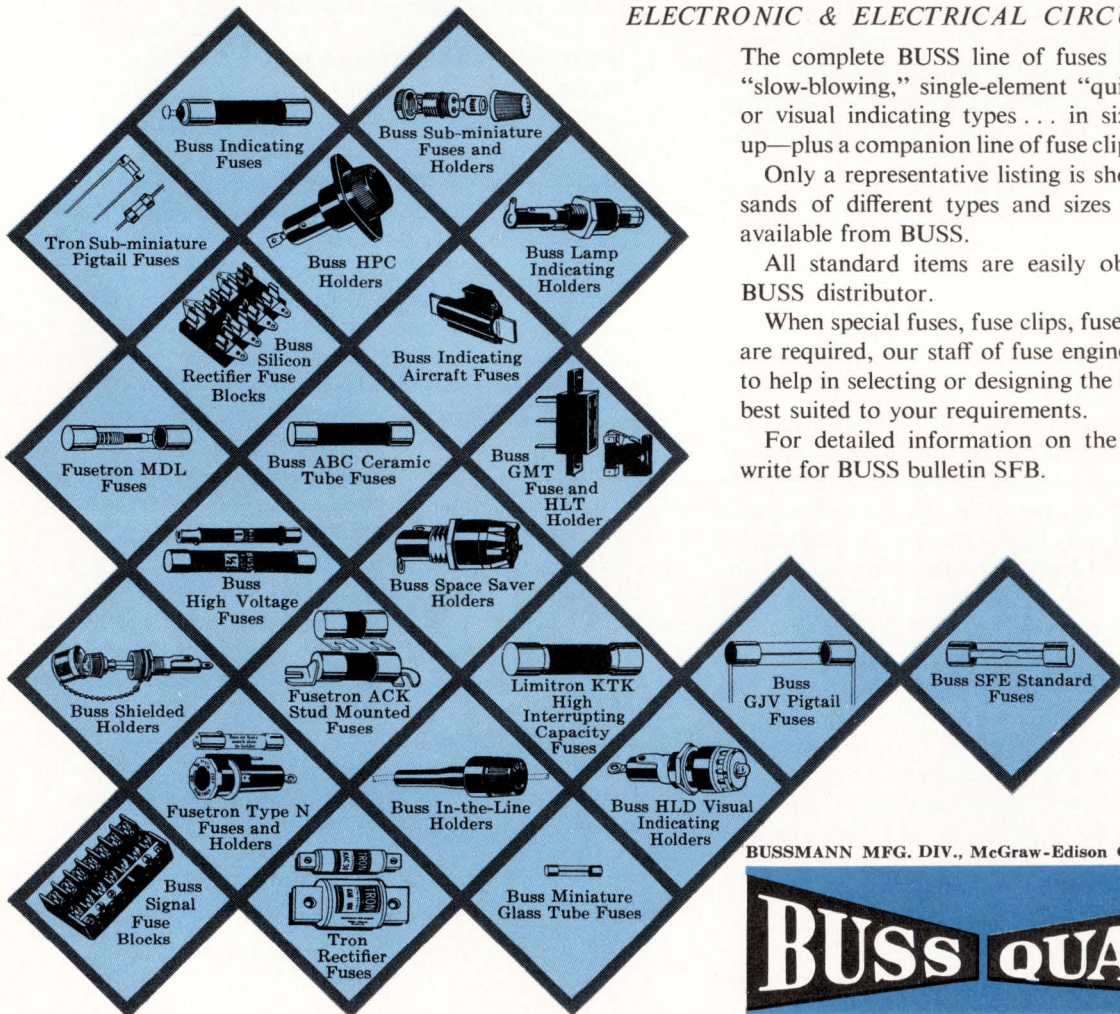 ELECTRONIC & ELECTRICAL
The complete BUSS line of fuses
"slow-blowing," single-element
or visual indicating types . . . in
up—plus a companion line of fuse
Only a representative listing is
sands of different types and sizes
available from BUSS.
All standard items are easily
BUSS distributor.
When special fuses, fuse clips,
are required, our staff of fuse
to help in selecting or designing the
best suited to your requirements.
For detailed information on the
write for BUSS bulletin SFB.
Buss Indicating
Fuses
Buss Sub-miniature
Fuses and
Holders
Tron Sub-miniature
Pigtail Fuses
Buss HPC
Holders
Buss Lamp
Indicating
Holders
Buss
Silicon
Rectifier Fuse
Blocks
Buss Indicating
Aircraft Fuses
Fusetron MDL
Fuses
Buss ABC Ceramic
Tube Fuses
Buss
GMT
Fuse and
HLT
Holder
Buss
High Voltage
Fuses
Buss Space Saver
Holders
Buss Shielded
Holders
Fusetron ACK
Stud Mounted
Fuses
Limitron KTK
High
Interrupting
Capacity
Fuses
Buss
GJV Pigtail
Fuses
Buss SFE Standard
Fuses
Fusetron Type N
Fuses and
Holders
Buss In-the-Line
Holders
Buss HLD Visual
Indicating
Holders
Buss
Signal
Fuse
Blocks
TRON
TRON
Tron
Rectifier
Fuses
Buss Miniature
Glass Tube Fuses
BUSSMANN MFG. DIV., McGraw-Edison
BUSS